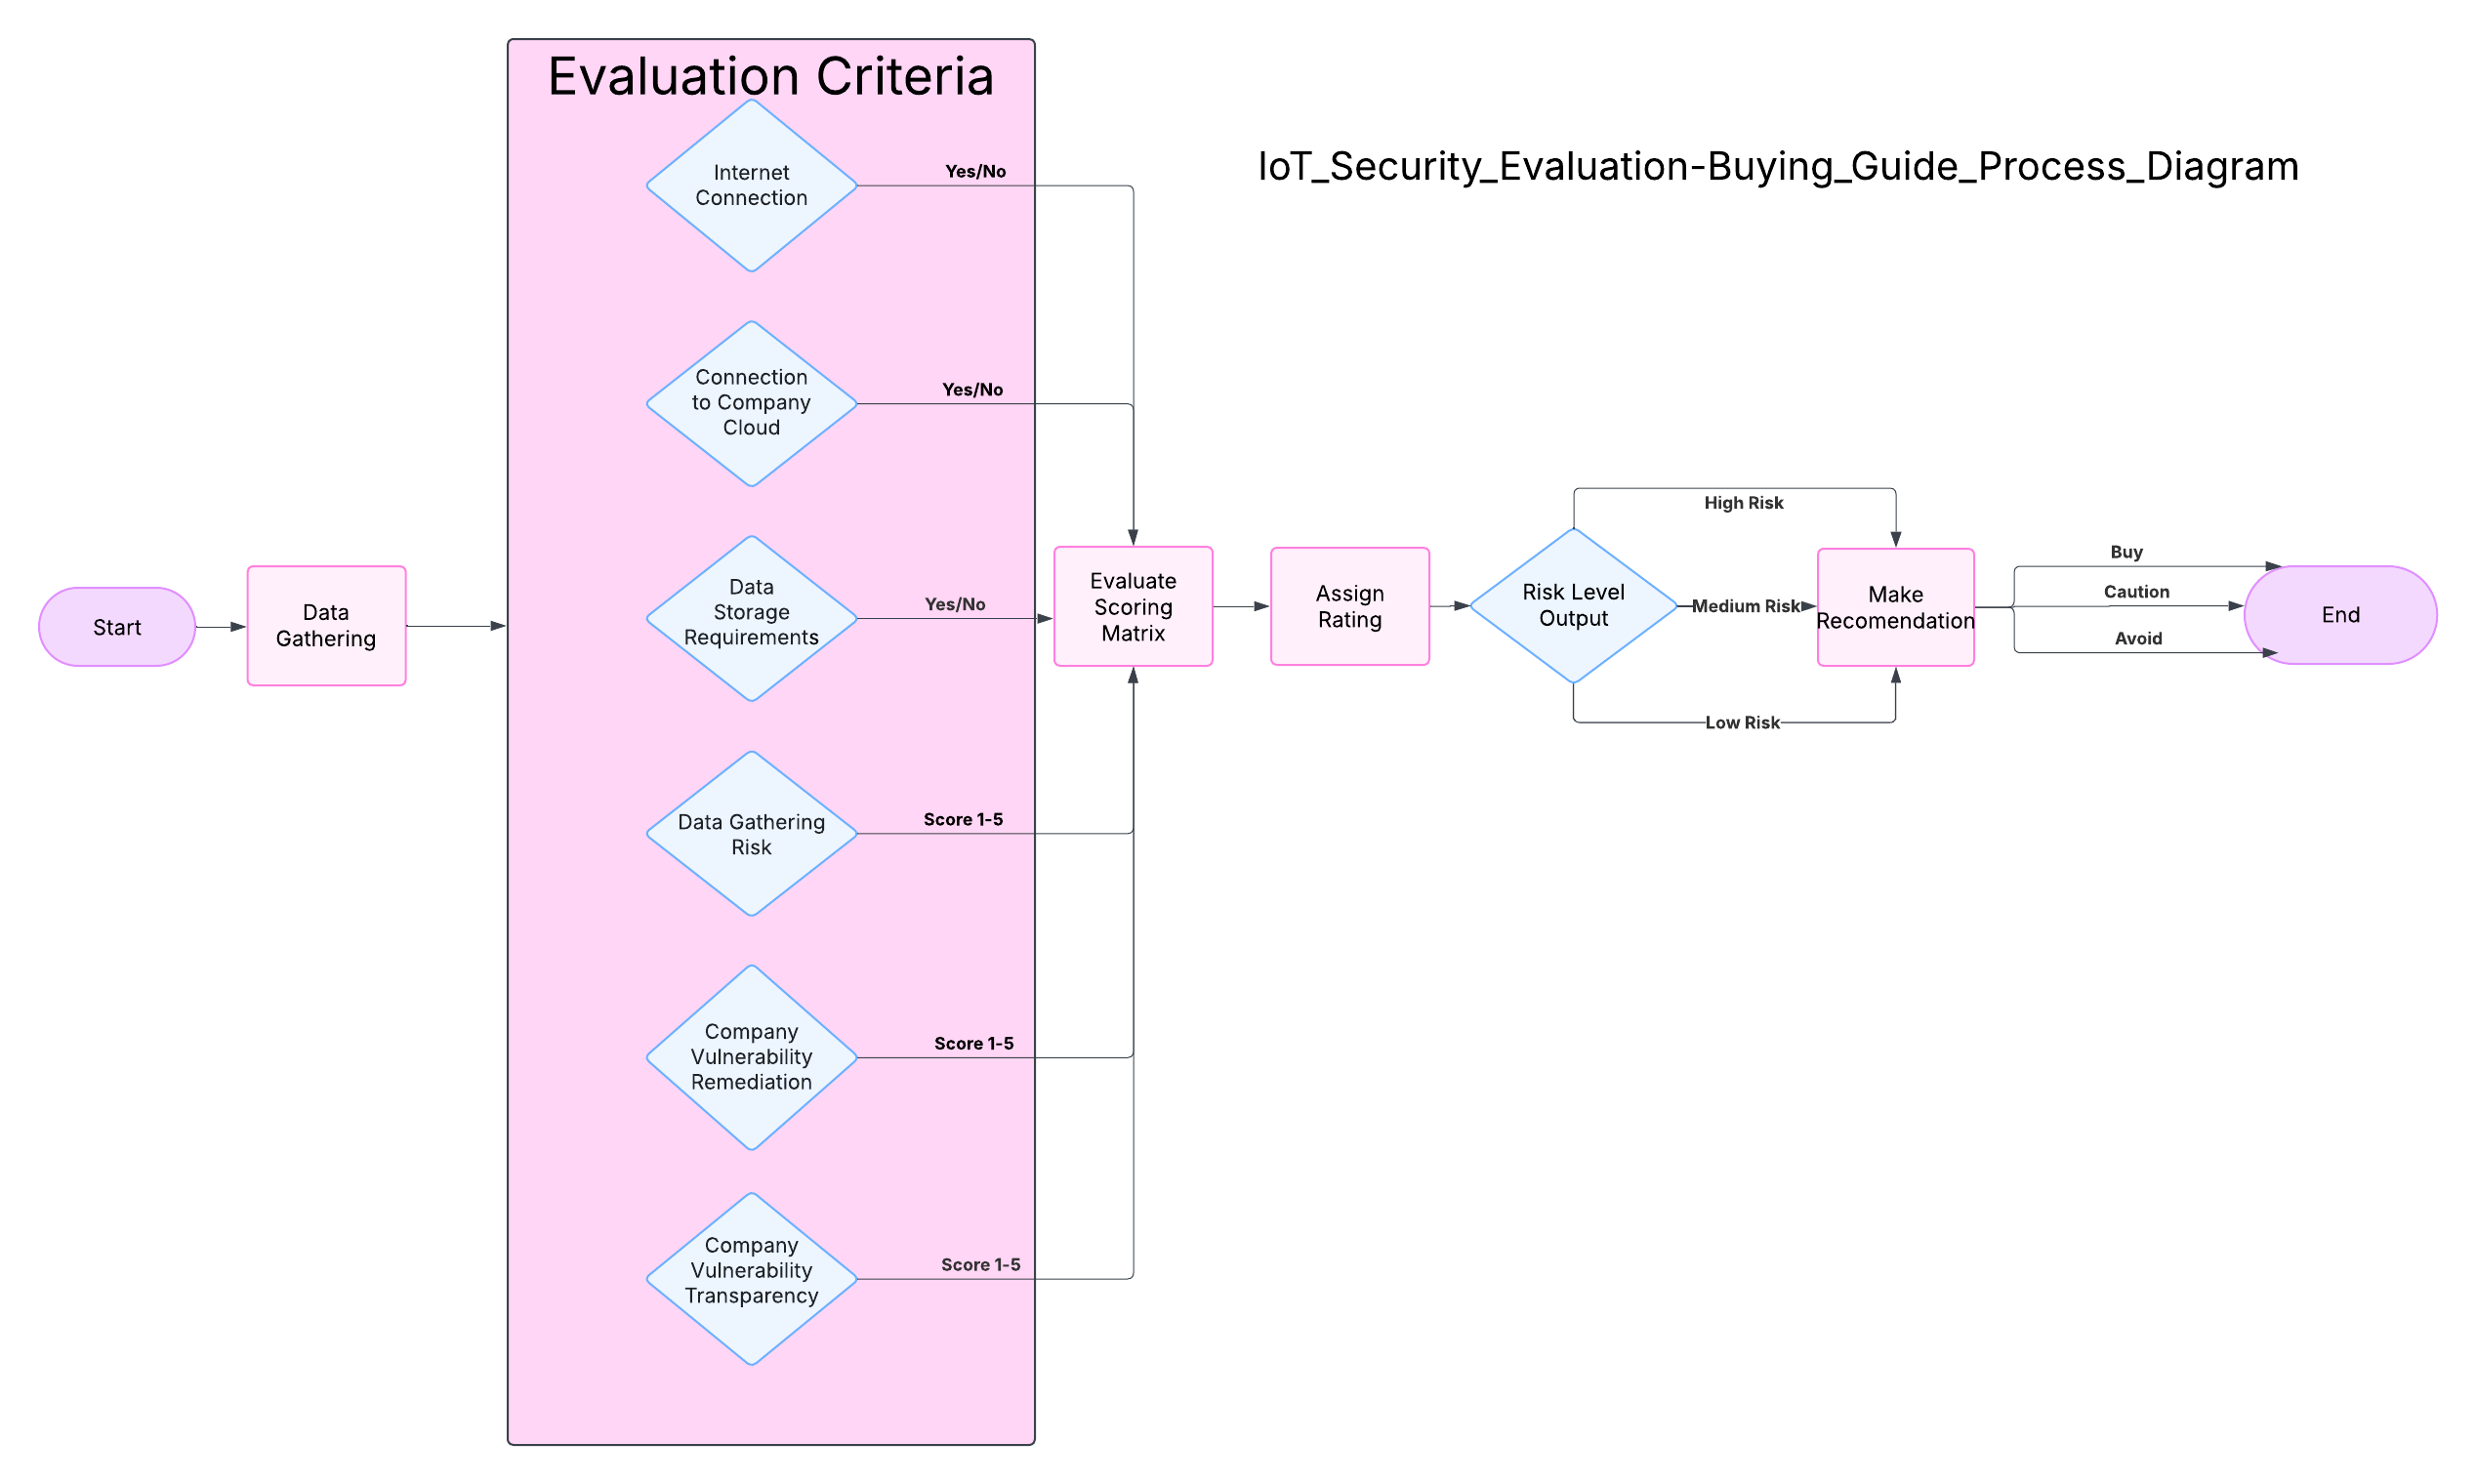 Evaluation Criteria
IoT_Security_Evaluation-Buying_Guide_Process_Diagram
Start
Data
Gathering
Internet
Connection
Yes/No
Connection
to Company
Cloud
Yes/No
Data
Storage
Requirements
Yes/No
Data Gathering
Risk
Score 1-5
Company
Vulnerability
Remediation
Score 1-5
Company
Vulnerability
Transparency
Score 1-5
Evaluate
Scoring
Matrix
Assign
Rating
Risk Level
Output
High Risk
Medium Risk
Low Risk
Make
Recomendation
Buy
Caution
Avoid
End